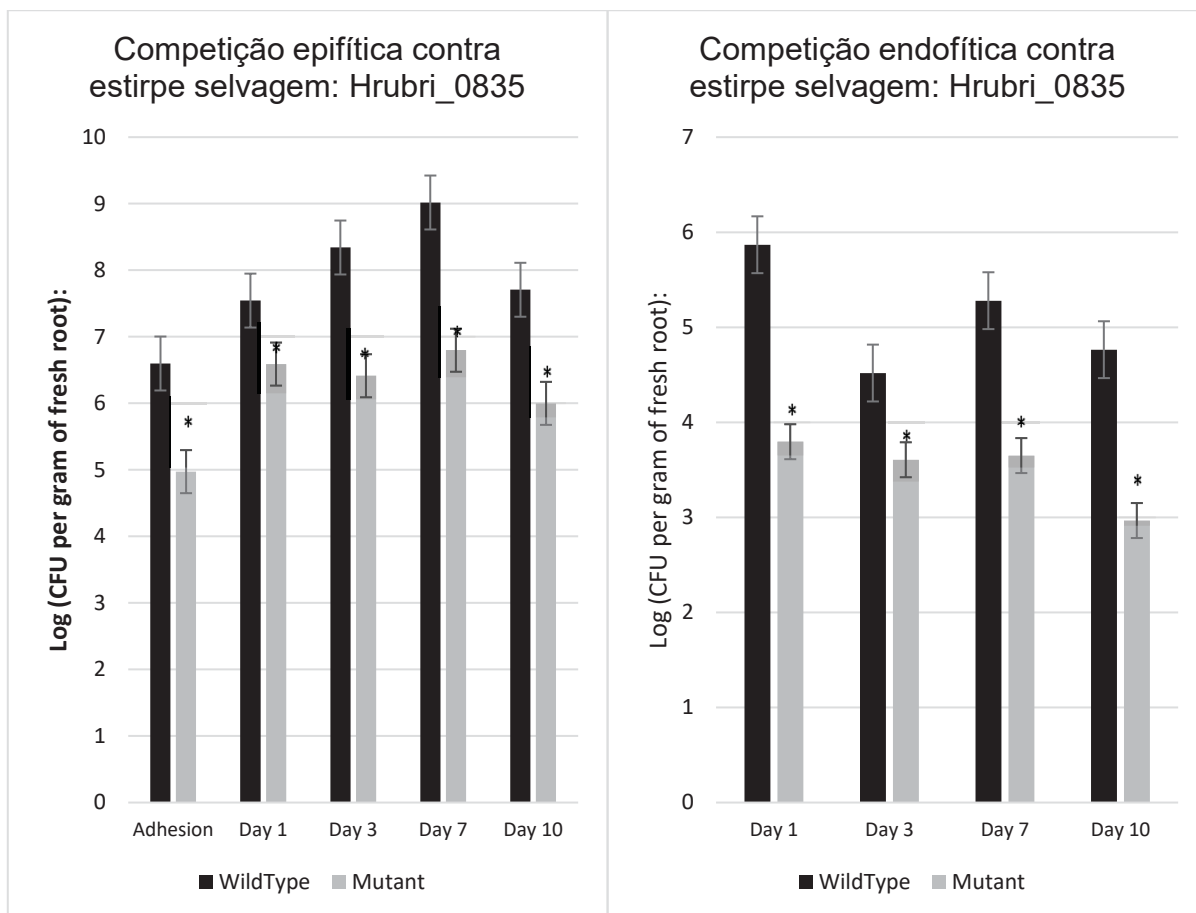 Competição epifítica contra
estirpe selvagem: Hrubri_0835
Log (CFU per gram of fresh root):
10
9
8
7
6
5
4
3
2
1
0
*
*
*
*
*
Adhesion Day 1 Day 3 Day 7 Day 10
WildType Mutant
Competição endofítica contra
estirpe selvagem: Hrubri_0835
Log (CFU per gram of fresh root):
7
6
5
4
3
2
1
0
*
*
*
*
Day 1 Day 3 Day 7 Day 10
WildType Mutant